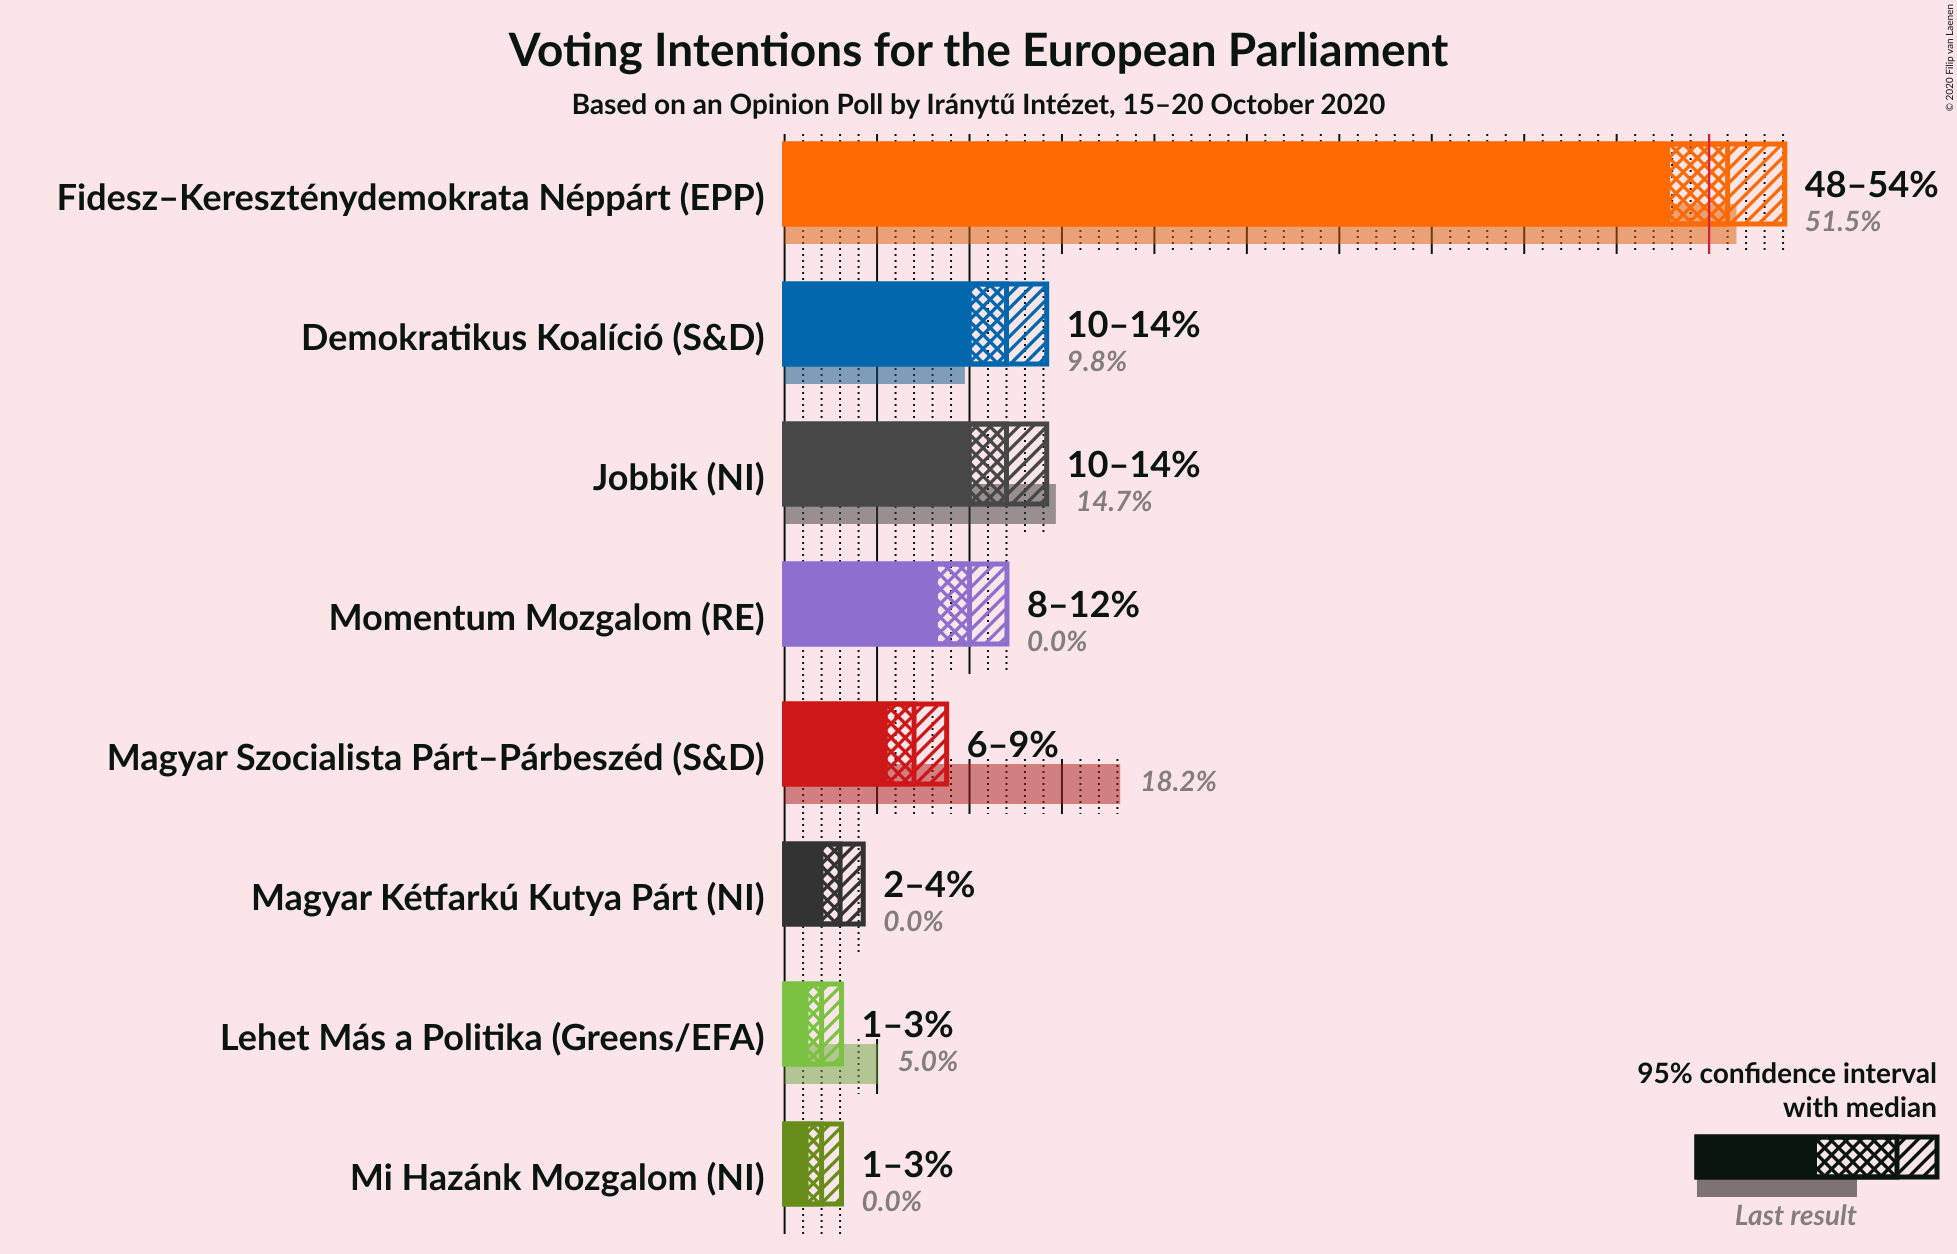 Voting Intentions for the European Parliament
Based on an Opinion Poll by Iránytű Intézet, 15–20 October 2020
© 2020 Filip van Laenen
Fidesz–Kereszténydemokrata Néppárt (EPP)
48–54%
51.5%
Demokratikus Koalíció (S&D)
10–14%
9.8%
Jobbik (NI)
10–14%
14.7%
Momentum Mozgalom (RE)
8–12%
0.0%
Magyar Szocialista Párt–Párbeszéd (S&D)
6–9%
18.2%
Magyar Kétfarkú Kutya Párt (NI)
2–4%
0.0%
Lehet Más a Politika (Greens/EFA)
1–3%
5.0%
Mi Hazánk Mozgalom (NI)
1–3%
0.0%
95% confidence interval
with median
Last result